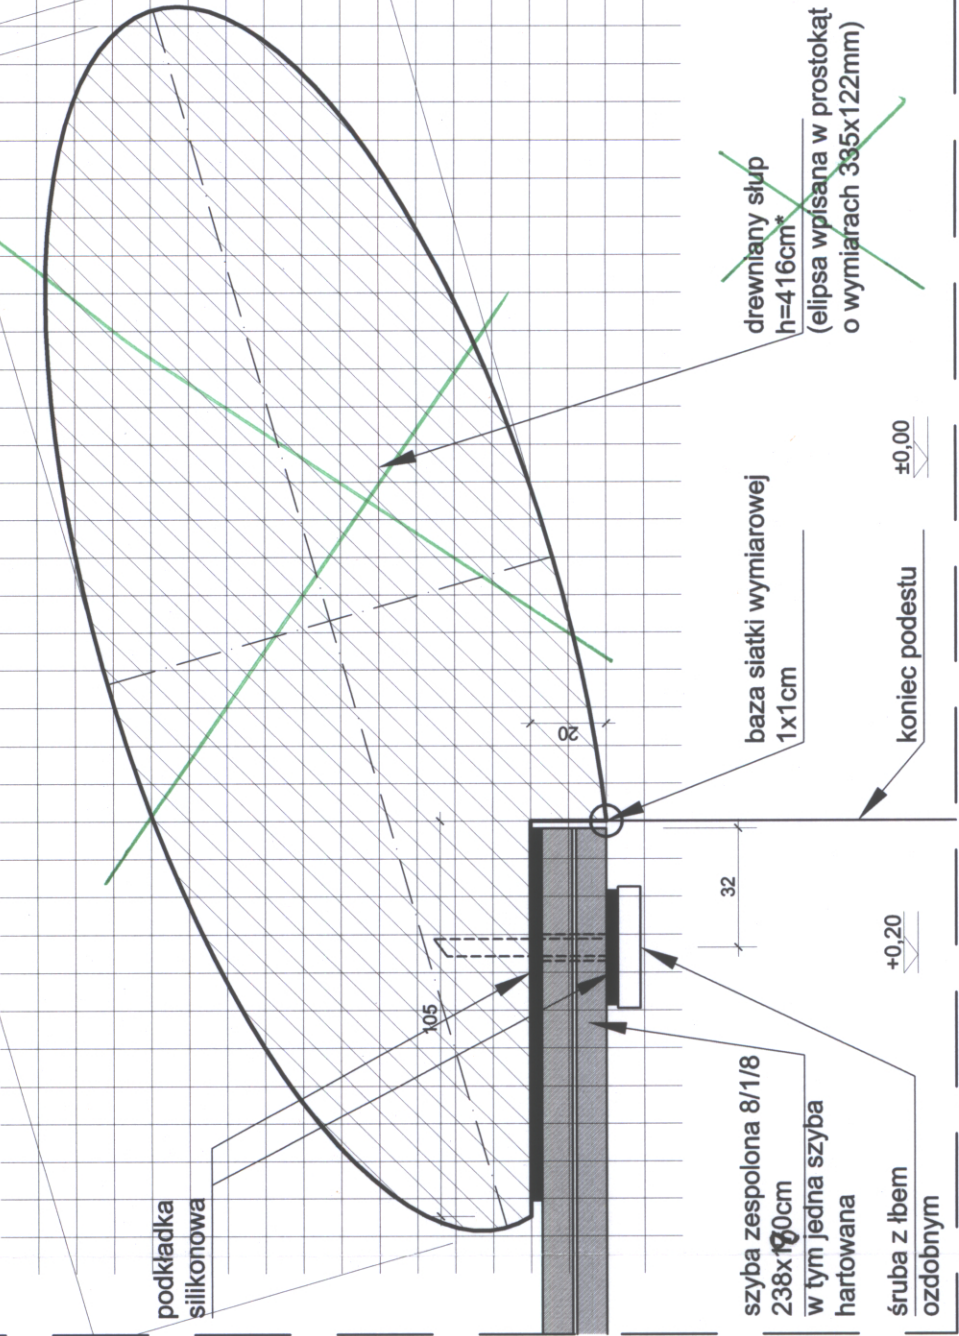 podkładka
silikonowa
105
20
32
drewniany słup
h=416cm*
(elipsa wpisana w prostokąt
o wymiarach 335x122mm)
baza siatki wymiarowej
1x1cm
±0,00
koniec podestu
+0,20
szyba zespolona 8/1/8
w tym jedna szyba
hartowana
śruba z łbem
ozdobnym